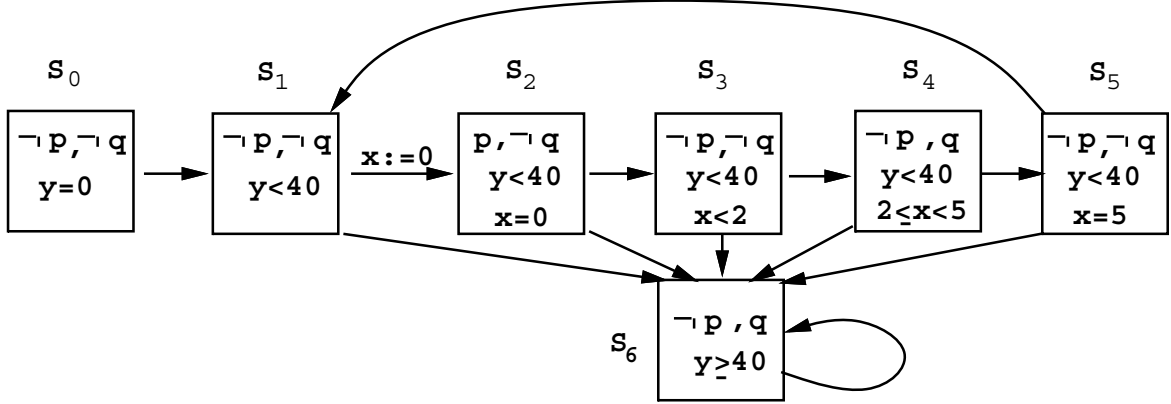 S₀
¬p,¬q
y=0
S₁
¬p,¬q
y<40
x:=0
S₂
p,¬q
y<40
x=0
S₃
¬p,¬q
y<40
x<2
S₄
¬p,q
y<40
2≤x<5
S₅
¬p,¬q
y<40
x=5
S₆
¬p,q
y≥40